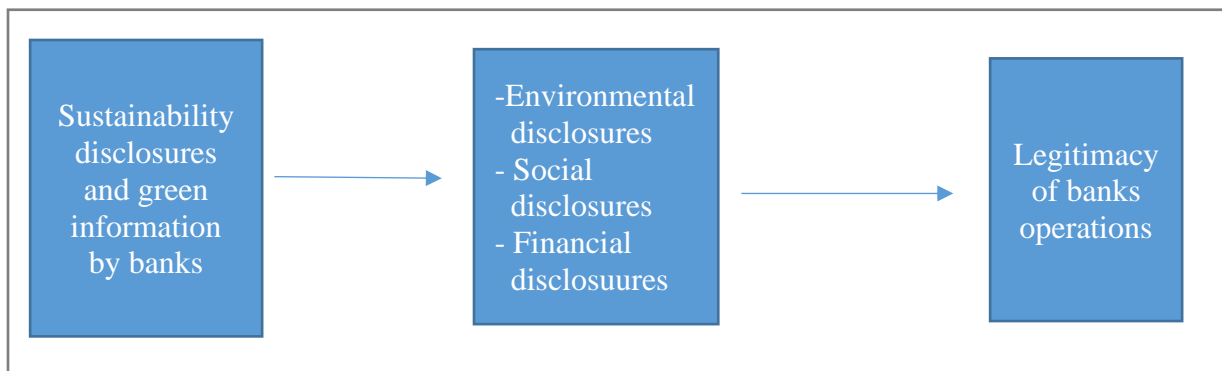 Sustainability
disclosures
and green
information
by banks
-Environmental
disclosures
- Social
disclosures
- Financial
disclosuures
Legitimacy
of banks
operations